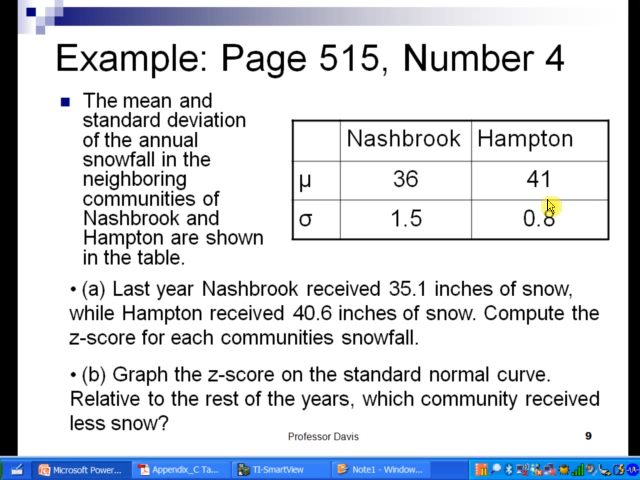 Example: Page 515, Number 4
The mean and
standard deviation
of the annual
snowfall in the
neighboring
communities of
Nashbrook and
Hampton are shown
in the table.
Nashbrook Hampton
μ 36 41
σ 1.5 0.8
• (a) Last year Nashbrook received 35.1 inches of snow,
while Hampton received 40.6 inches of snow. Compute the
z-score for each communities snowfall.
• (b) Graph the z-score on the standard normal curve.
Relative to the rest of the years, which community received
less snow?
Professor Davis 9
Microsoft Power... Appendix_C Ta... TI-SmartView Note1 - Window...